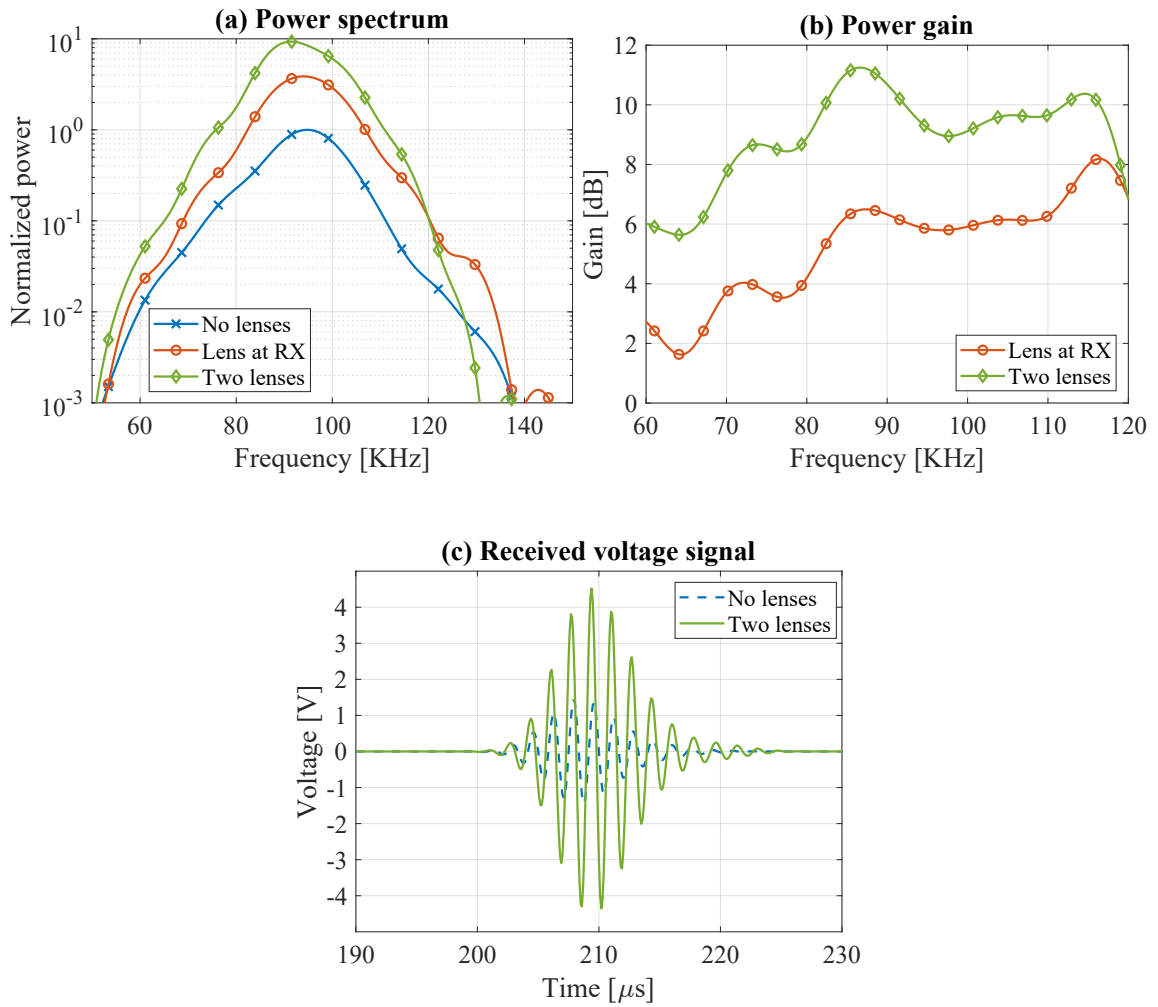 (a) Power spectrum
Normalized power
10^1
10^0
10^-1
10^-2
10^-3
No lenses
Lens at RX
Two lenses
60 80 100 120 140
Frequency [KHz]
(b) Power gain
Gain [dB]
12
10
8
6
4
2
0
Lens at RX
Two lenses
60 70 80 90 100 110 120
Frequency [KHz]
(c) Received voltage signal
Voltage [V]
4
3
2
1
0
-1
-2
-3
-4
No lenses
Two lenses
190 200 210 220 230
Time [μs]